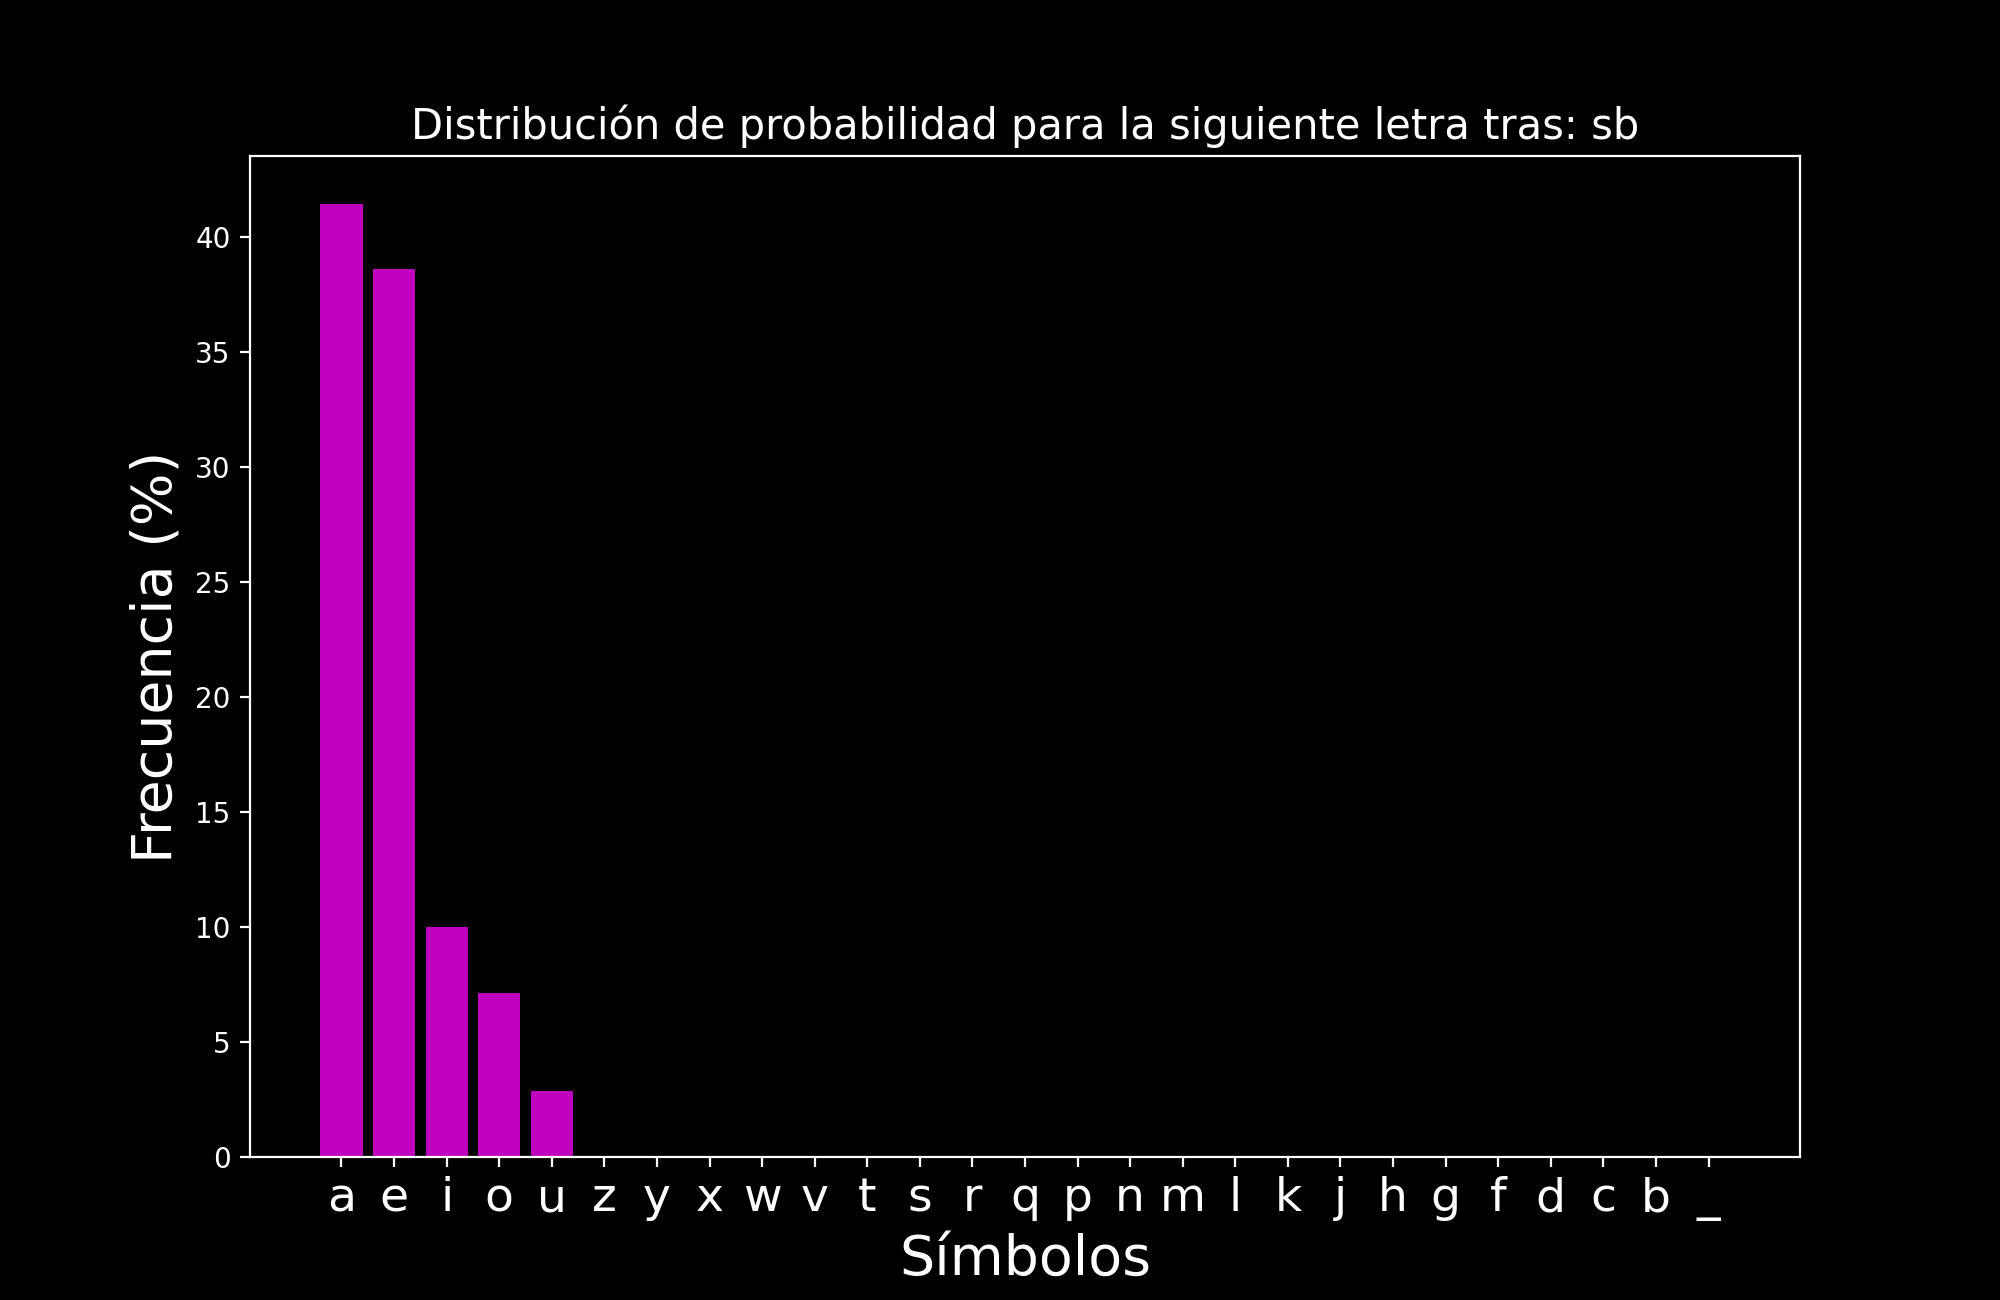 Distribución de probabilidad para la siguiente letra tras: sb
Frecuencia (%)
40
35
30
25
20
15
10
5
0
a e i o u z y x w v t s r q p n m l k j h g f d c b _
Símbolos